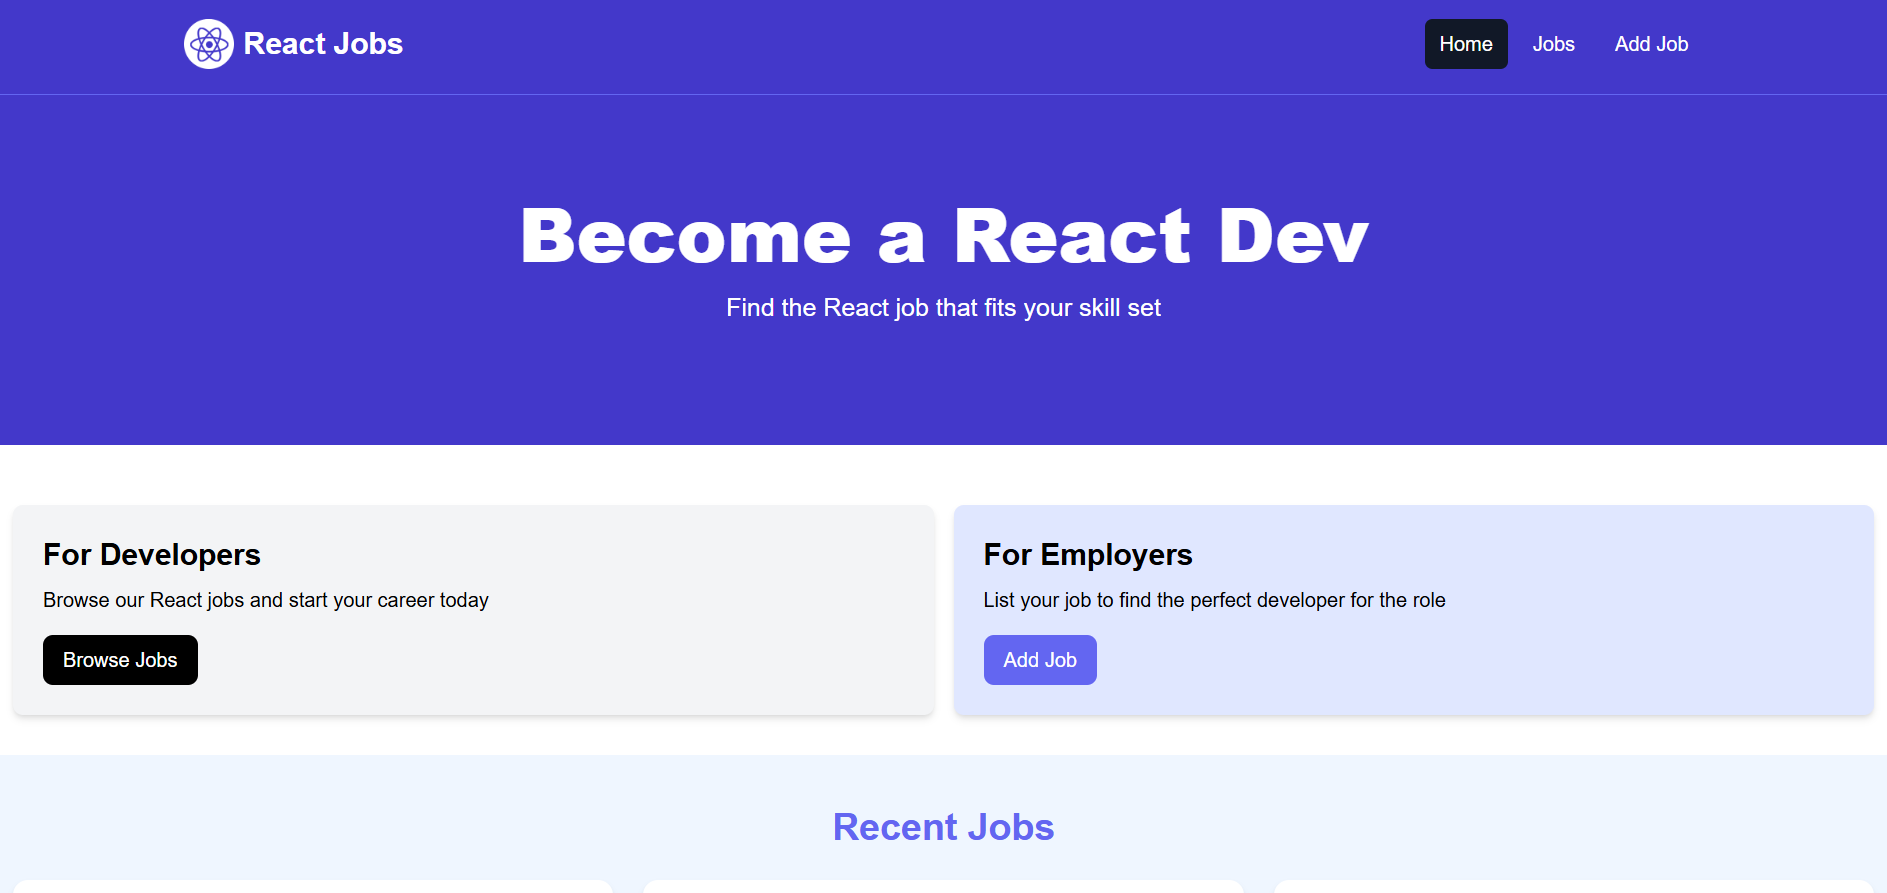 React Jobs
Home
Jobs
Add Job
Become a React Dev
Find the React job that fits your skill set
For Developers
Browse our React jobs and start your career today
Browse Jobs
For Employers
List your job to find the perfect developer for the role
Add Job
Recent Jobs